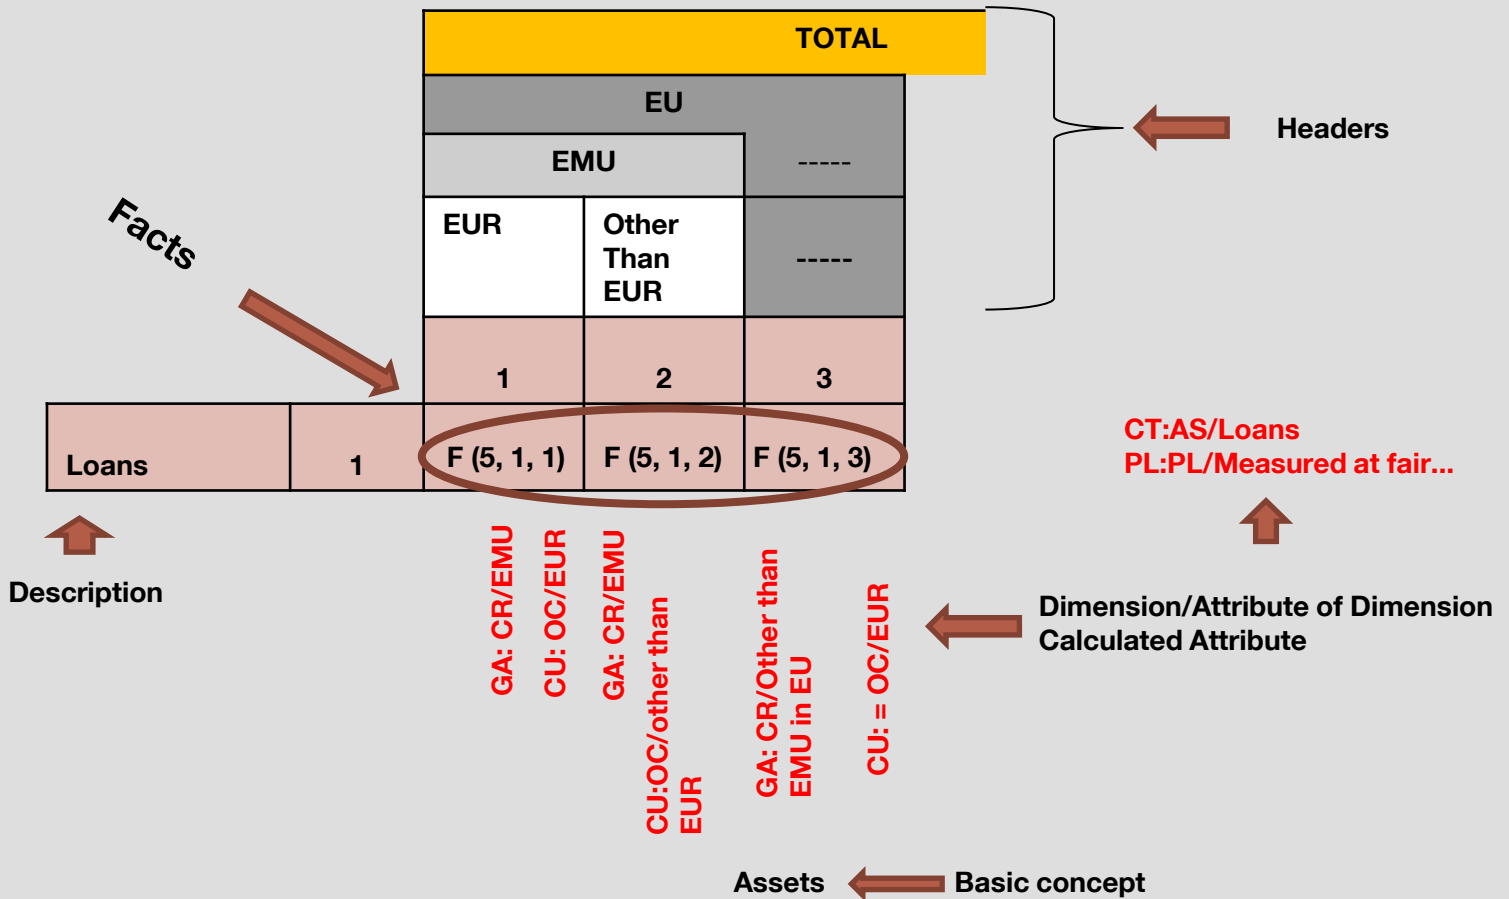 TOTAL
EU
EMU
-----
Headers
Facts
EUR
Other
Than
EUR
-----
1
2
3
Loans
1
F (5, 1, 1)
F (5, 1, 2)
F (5, 1, 3)
CT:AS/Loans
PL:PL/Measured at fair...
Description
GA: CR/EMU
CU: OC/EUR
GA: CR/EMU
CU:OC/other than
EUR
GA: CR/Other than
EMU in EU
CU: = OC/EUR
Dimension/Attribute of Dimension
Calculated Attribute
Assets
Basic concept